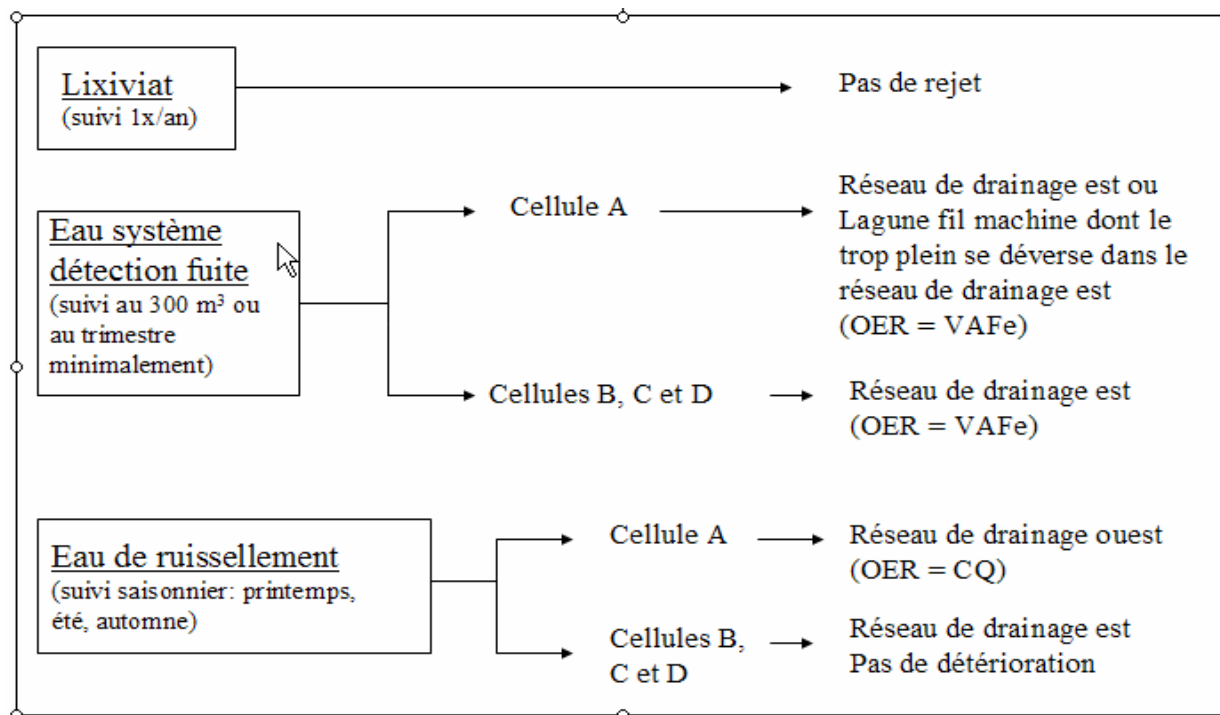 Lixiviat
(suivi 1x/an)
Pas de rejet
Eau système
détection fuite
(suivi au 300 m³ ou
au trimestre
minimalement)
Cellule A
Réseau de drainage est ou
Lagune fil machine dont le
trop plein se déverse dans le
réseau de drainage est
(OER = VAFe)
Cellules B, C et D
Réseau de drainage est
(OER = VAFe)
Eau de ruissellement
(suivi saisonnier: printemps,
été, automne)
Cellule A
Réseau de drainage ouest
(OER = CQ)
Cellules B,
C et D
Réseau de drainage est
Pas de détérioration